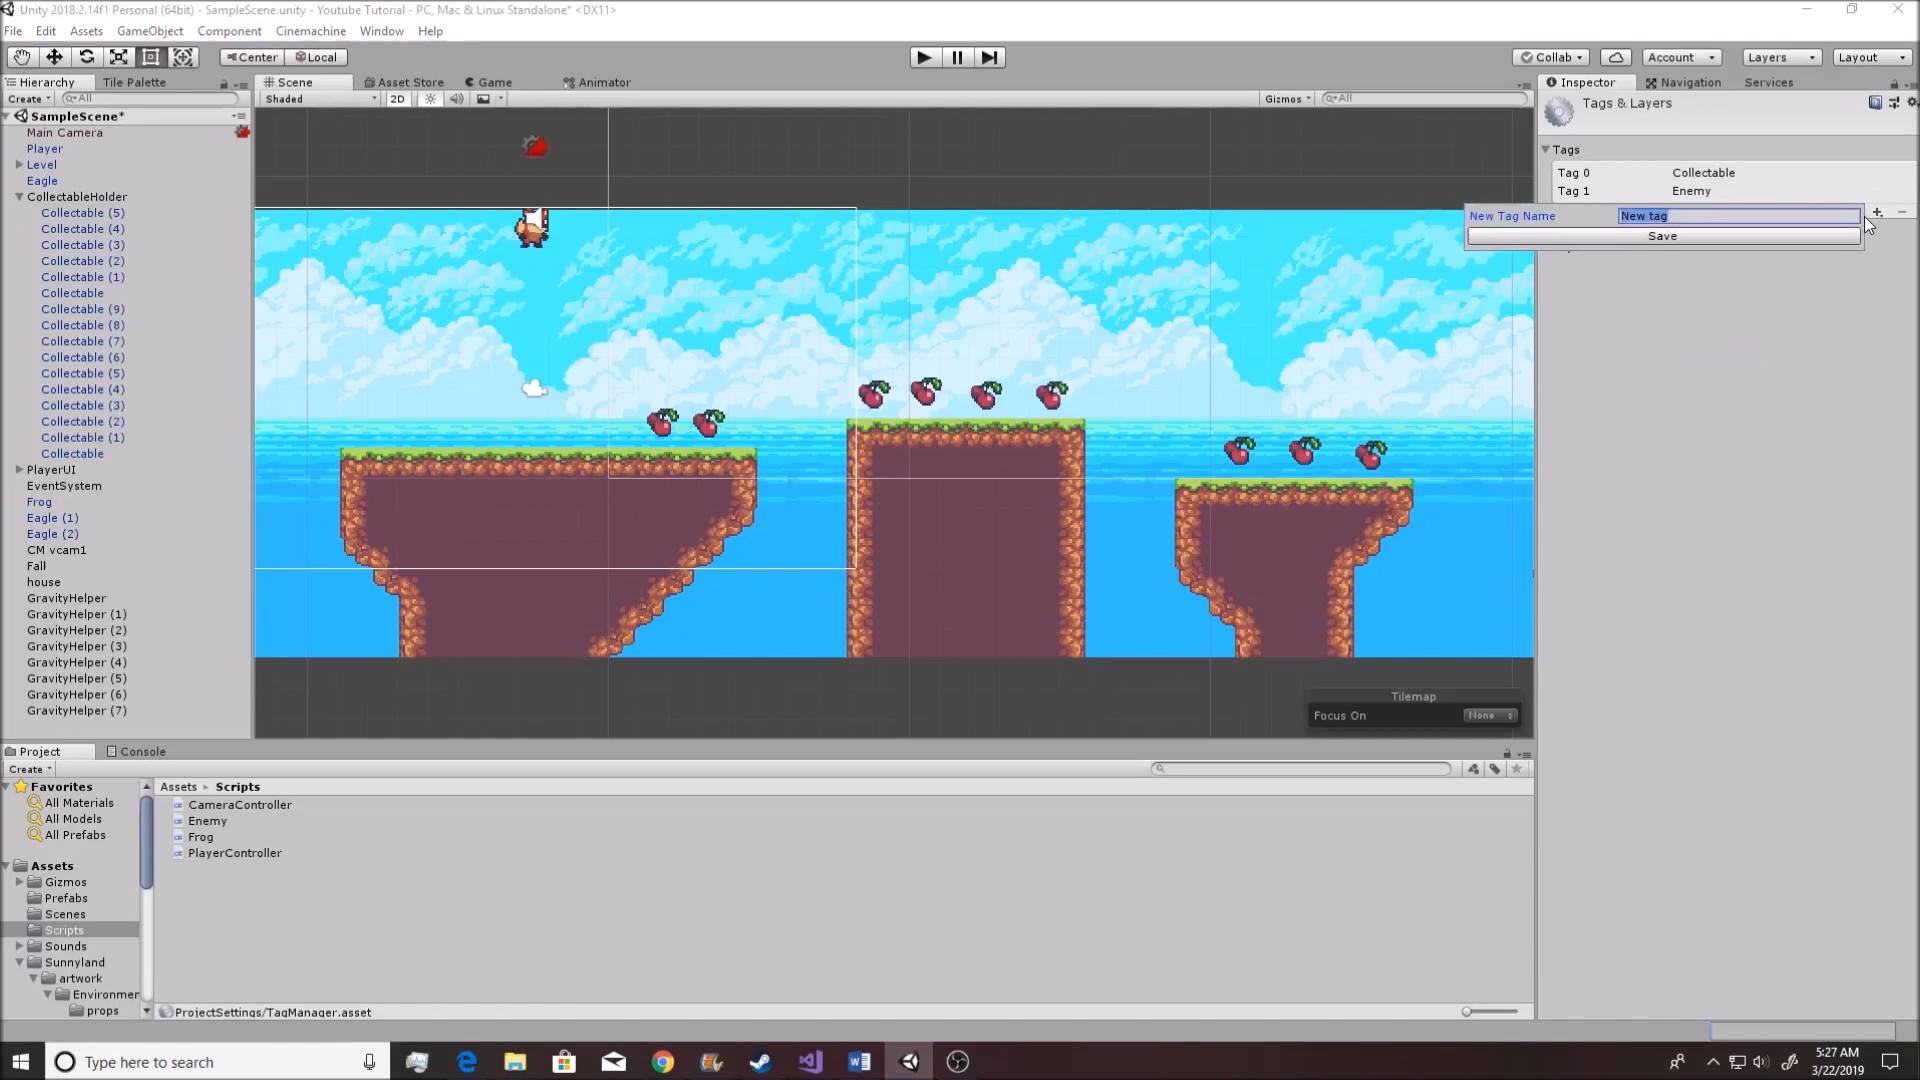 Unity 2018.2.14f1 Personal (64bit) - SampleScene.unity - Youtube Tutorial - PC, Mac & Linux Standalone* <DX11>
File Edit Assets GameObject Component Cinemachine Window Help
Center Local Collab Account Layers Layout
Hierarchy Tile Palette Scene Asset Store Game Animator Inspector Navigation Services
Create All Shaded 2D Gizmos All
Tags & Layers
SampleScene*
Main Camera
Player
Level
Eagle
CollectableHolder
Collectable (5)
Collectable (4)
Collectable (3)
Collectable (2)
Collectable (1)
Collectable
Collectable (9)
Collectable (8)
Collectable (7)
Collectable (6)
Collectable (5)
Collectable (4)
Collectable (3)
Collectable (2)
Collectable (1)
Collectable
PlayerUI
EventSystem
Frog
Eagle (1)
Eagle (2)
CM vcam1
Fall
house
GravityHelper
GravityHelper (1)
GravityHelper (2)
GravityHelper (3)
GravityHelper (4)
GravityHelper (5)
GravityHelper (6)
GravityHelper (7)
Tags
Tag 0 Collectable
Tag 1 Enemy
New Tag Name New tag
Save
Tilemap
Focus On None
Project Console
Create
Favorites
All Materials
All Models
All Prefabs
Assets
Gizmos
Prefabs
Scenes
Scripts
Sounds
Sunnyland
artwork
Environmer
props
Assets Scripts
CameraController
Enemy
Frog
PlayerController
ProjectSettings/TagManager.asset
Type here to search
5:27 AM
3/22/2019